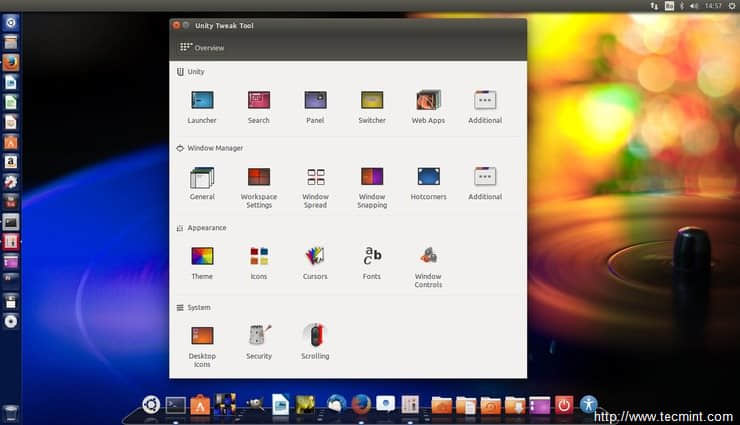 Unity Tweak Tool
Ro
14:57
Overview
Unity
Launcher
Search
Panel
Switcher
Web Apps
Additional
Window Manager
General
Workspace
Settings
Window
Spread
Window
Snapping
Hotcorners
Additional
Appearance
Theme
Icons
Cursors
Fonts
Window
Controls
System
Desktop
Icons
Security
Scrolling
http://www.tecmint.com